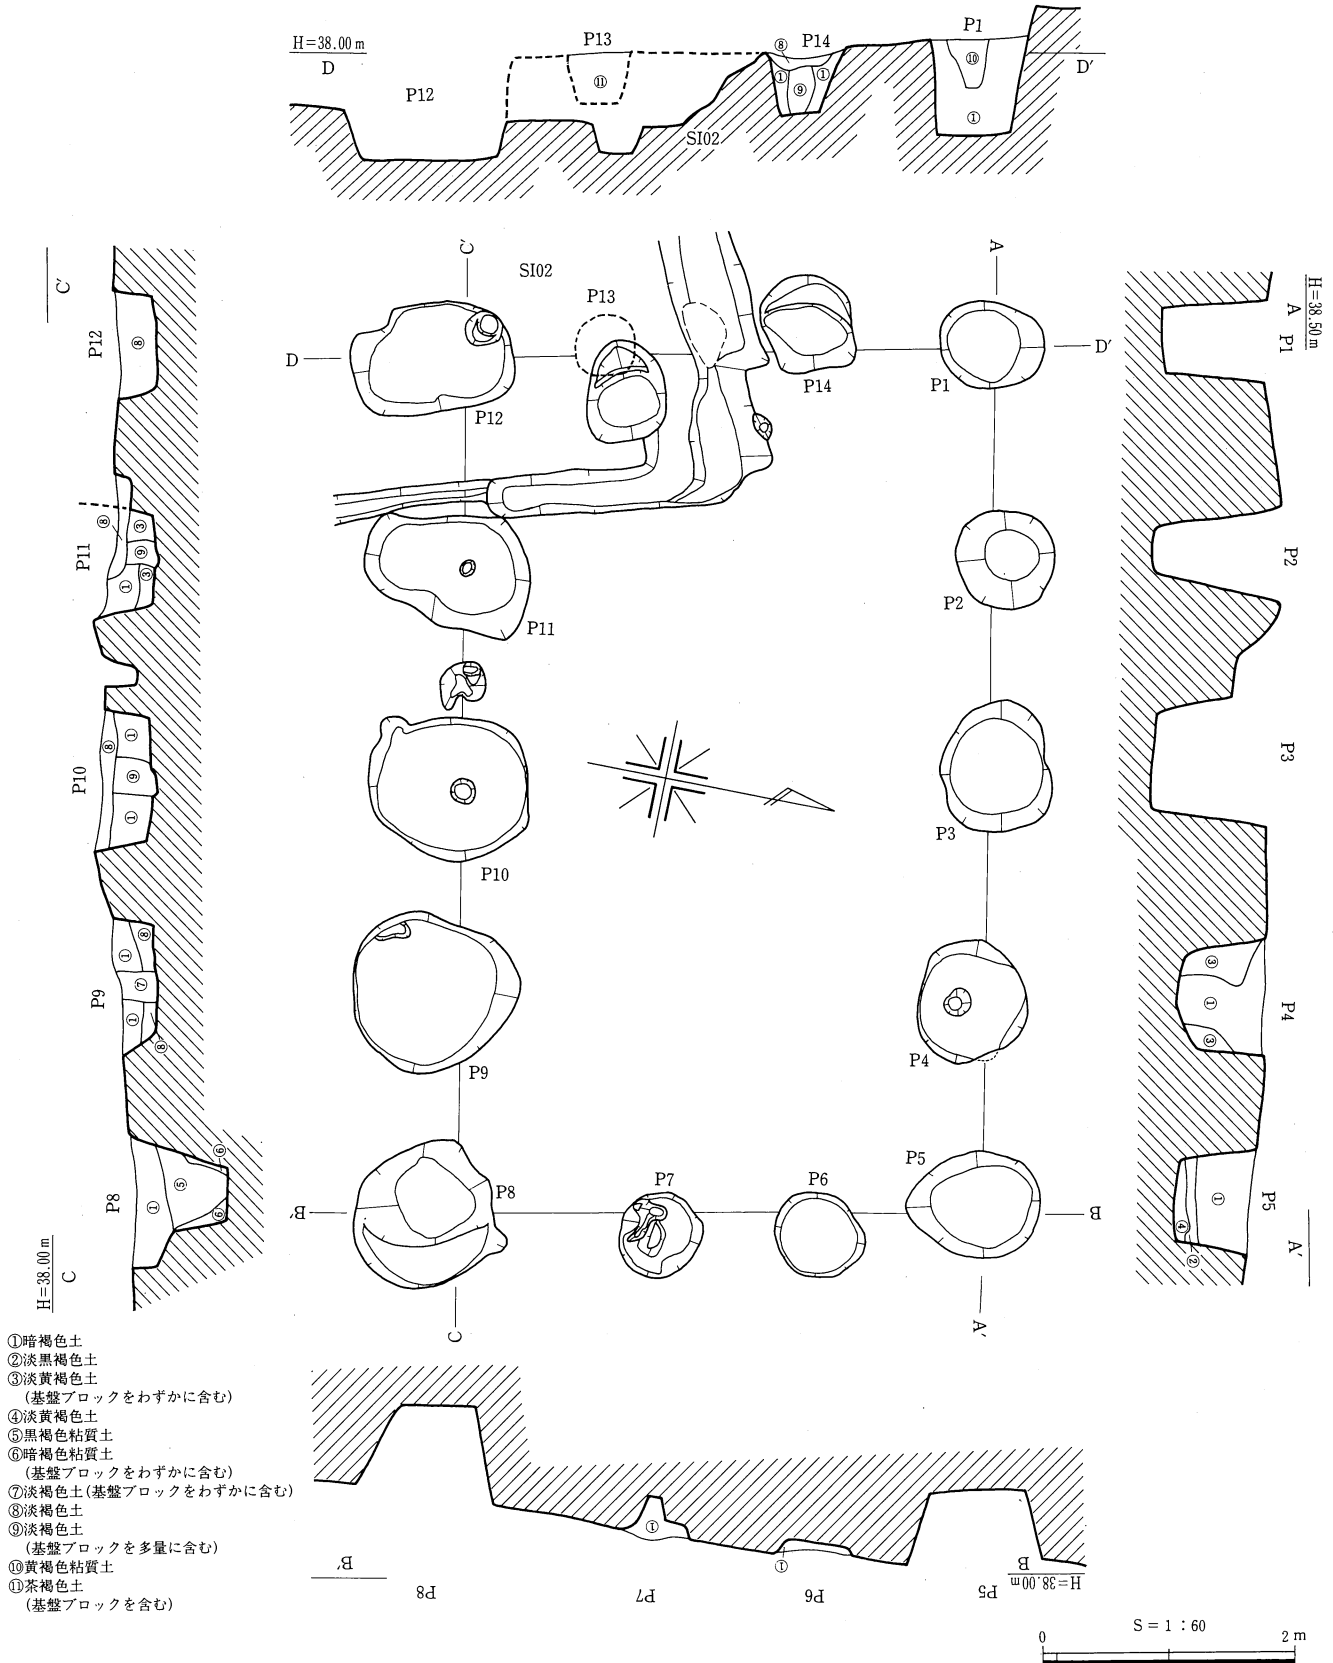 H=38.00m
D
P12
P13
⑪
⑧
P14
①
①
⑨
P1
⑩
①
D′
SI02
C′
P12
⑧
⑧
③
⑨
③
①
P11
⑧
①
⑨
①
P10
⑧
①
⑦
①
⑧
P9
⑥
⑤
①
⑥
P8
H=38.00m
C
C′
SI02
A
P13
D
P12
P14
P1
D′
P11
P2
P10
P3
P9
P4
P8
P7
P6
P5
B′
B
C
A′
H=38.50m
A
P1
P2
P3
③
①
③
P4
①
④
②
P5
A′
①
①
B′
B
H=38.00m
P8
P7
P6
P5
①暗褐色土
②淡黒褐色土
③淡黄褐色土
(基盤ブロックをわずかに含む)
④淡黄褐色土
⑤黒褐色粘質土
⑥暗褐色粘質土
(基盤ブロックをわずかに含む)
⑦淡褐色土(基盤ブロックをわずかに含む)
⑧淡褐色土
⑨淡褐色土
(基盤ブロックを多量に含む)
⑩黄褐色粘質土
⑪茶褐色土
(基盤ブロックを含む)
S=1:60
0
2m